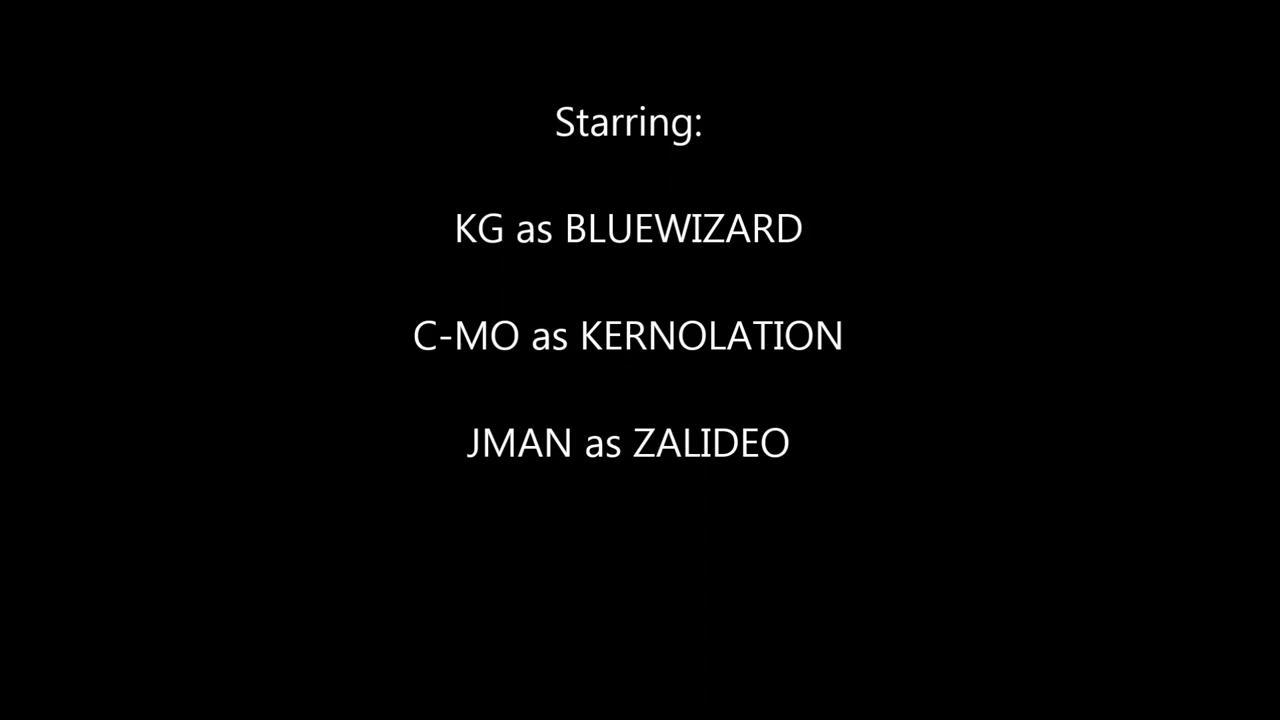 Starring:
KG as BLUEWIZARD
C-MO as KERNOLATION
JMAN as ZALIDEO